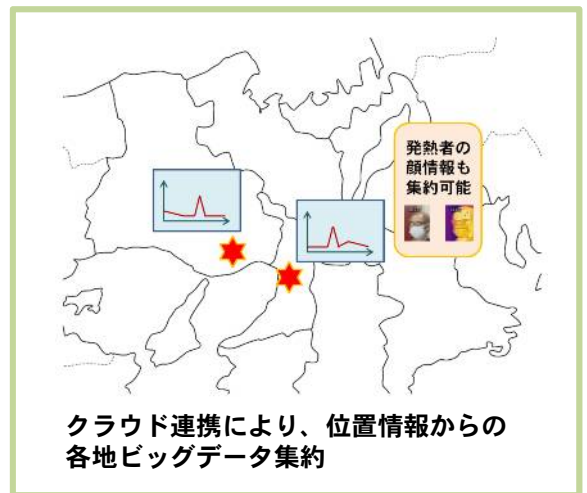 発熱者の
顔情報も
集約可能
クラウド連携により、位置情報からの
各地ビッグデータ集約